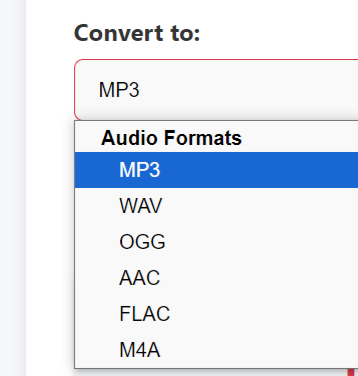 Convert to:
MP3
Audio Formats
MP3
WAV
OGG
AAC
FLAC
M4A